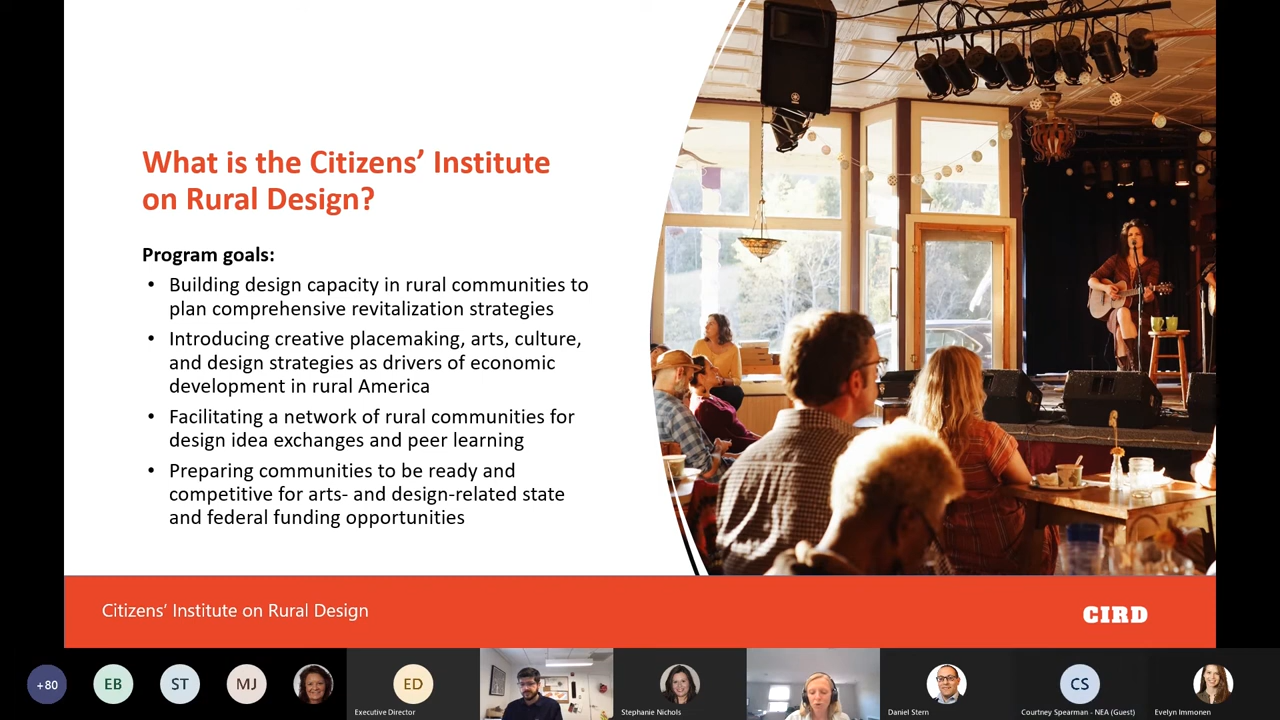 What is the Citizens’ Institute
on Rural Design?
Program goals:
• Building design capacity in rural communities to
plan comprehensive revitalization strategies
• Introducing creative placemaking, arts, culture,
and design strategies as drivers of economic
development in rural America
• Facilitating a network of rural communities for
design idea exchanges and peer learning
• Preparing communities to be ready and
competitive for arts- and design-related state
and federal funding opportunities
Citizens’ Institute on Rural Design
CIRD
+80
EB
ST
MJ
ED
Executive Director
Stephanie Nichols
Daniel Stern
CS
Courtney Spearman - NEA (Guest)
Evelyn Immonen